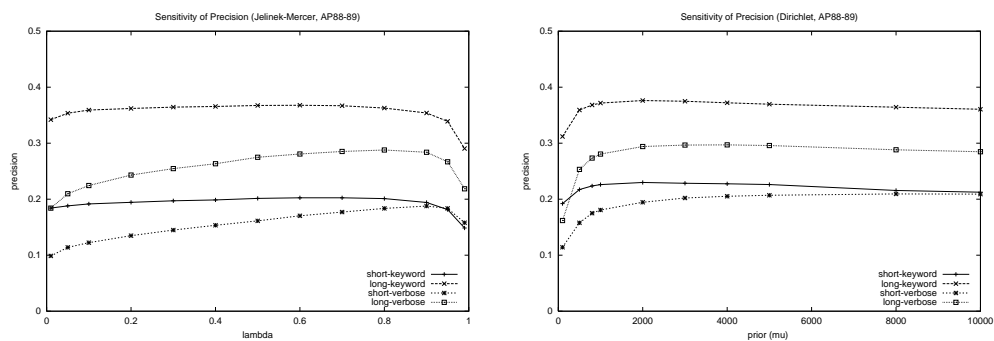 Sensitivity of Precision (Jelinek-Mercer, AP88-89)
0.5
0.4
0.3
0.2
0.1
0
precision
0 0.2 0.4 0.6 0.8 1
lambda
short-keyword
long-keyword
short-verbose
long-verbose
Sensitivity of Precision (Dirichlet, AP88-89)
0.5
0.4
0.3
0.2
0.1
0
precision
0 2000 4000 6000 8000 10000
prior (mu)
short-keyword
long-keyword
short-verbose
long-verbose